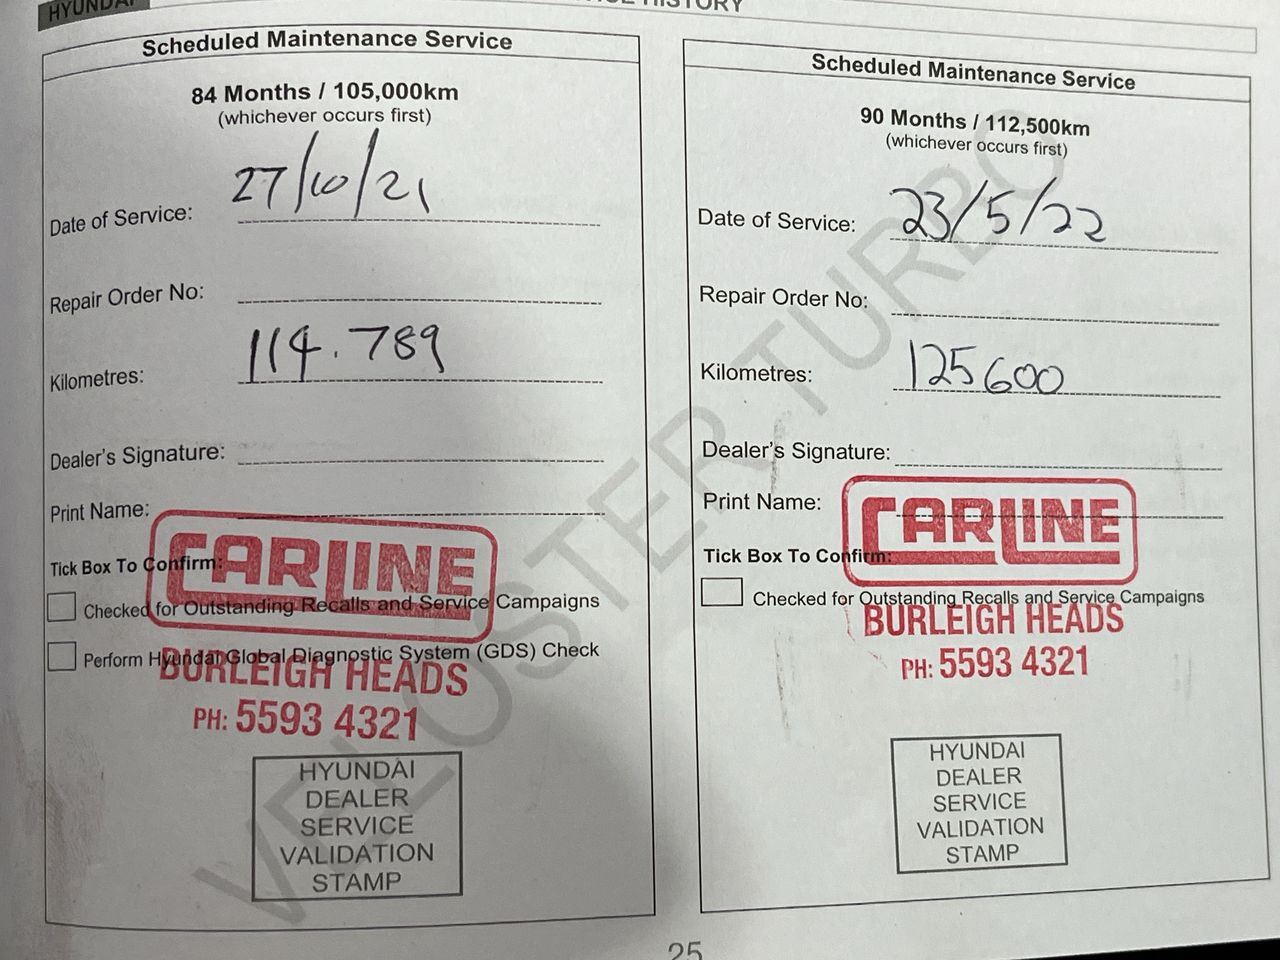 HYUNDAI
HISTORY
Scheduled Maintenance Service
84 Months / 105,000km
(whichever occurs first)
Date of Service: 27/10/21
Repair Order No:
Kilometres: 114.789
Dealer's Signature:
Print Name:
CARLINE
Tick Box To Confirm:
Checked for Outstanding Recalls and Service Campaigns
Perform Hyundai Global Diagnostic System (GDS) Check
BURLEIGH HEADS
PH: 5593 4321
HYUNDAI
DEALER
SERVICE
VALIDATION
STAMP
Scheduled Maintenance Service
90 Months / 112,500km
(whichever occurs first)
Date of Service: 23/5/22
Repair Order No:
Kilometres: 125600
Dealer's Signature:
Print Name:
CARLINE
Tick Box To Confirm:
Checked for Outstanding Recalls and Service Campaigns
BURLEIGH HEADS
PH: 5593 4321
HYUNDAI
DEALER
SERVICE
VALIDATION
STAMP
VELOSTER TURBO
25